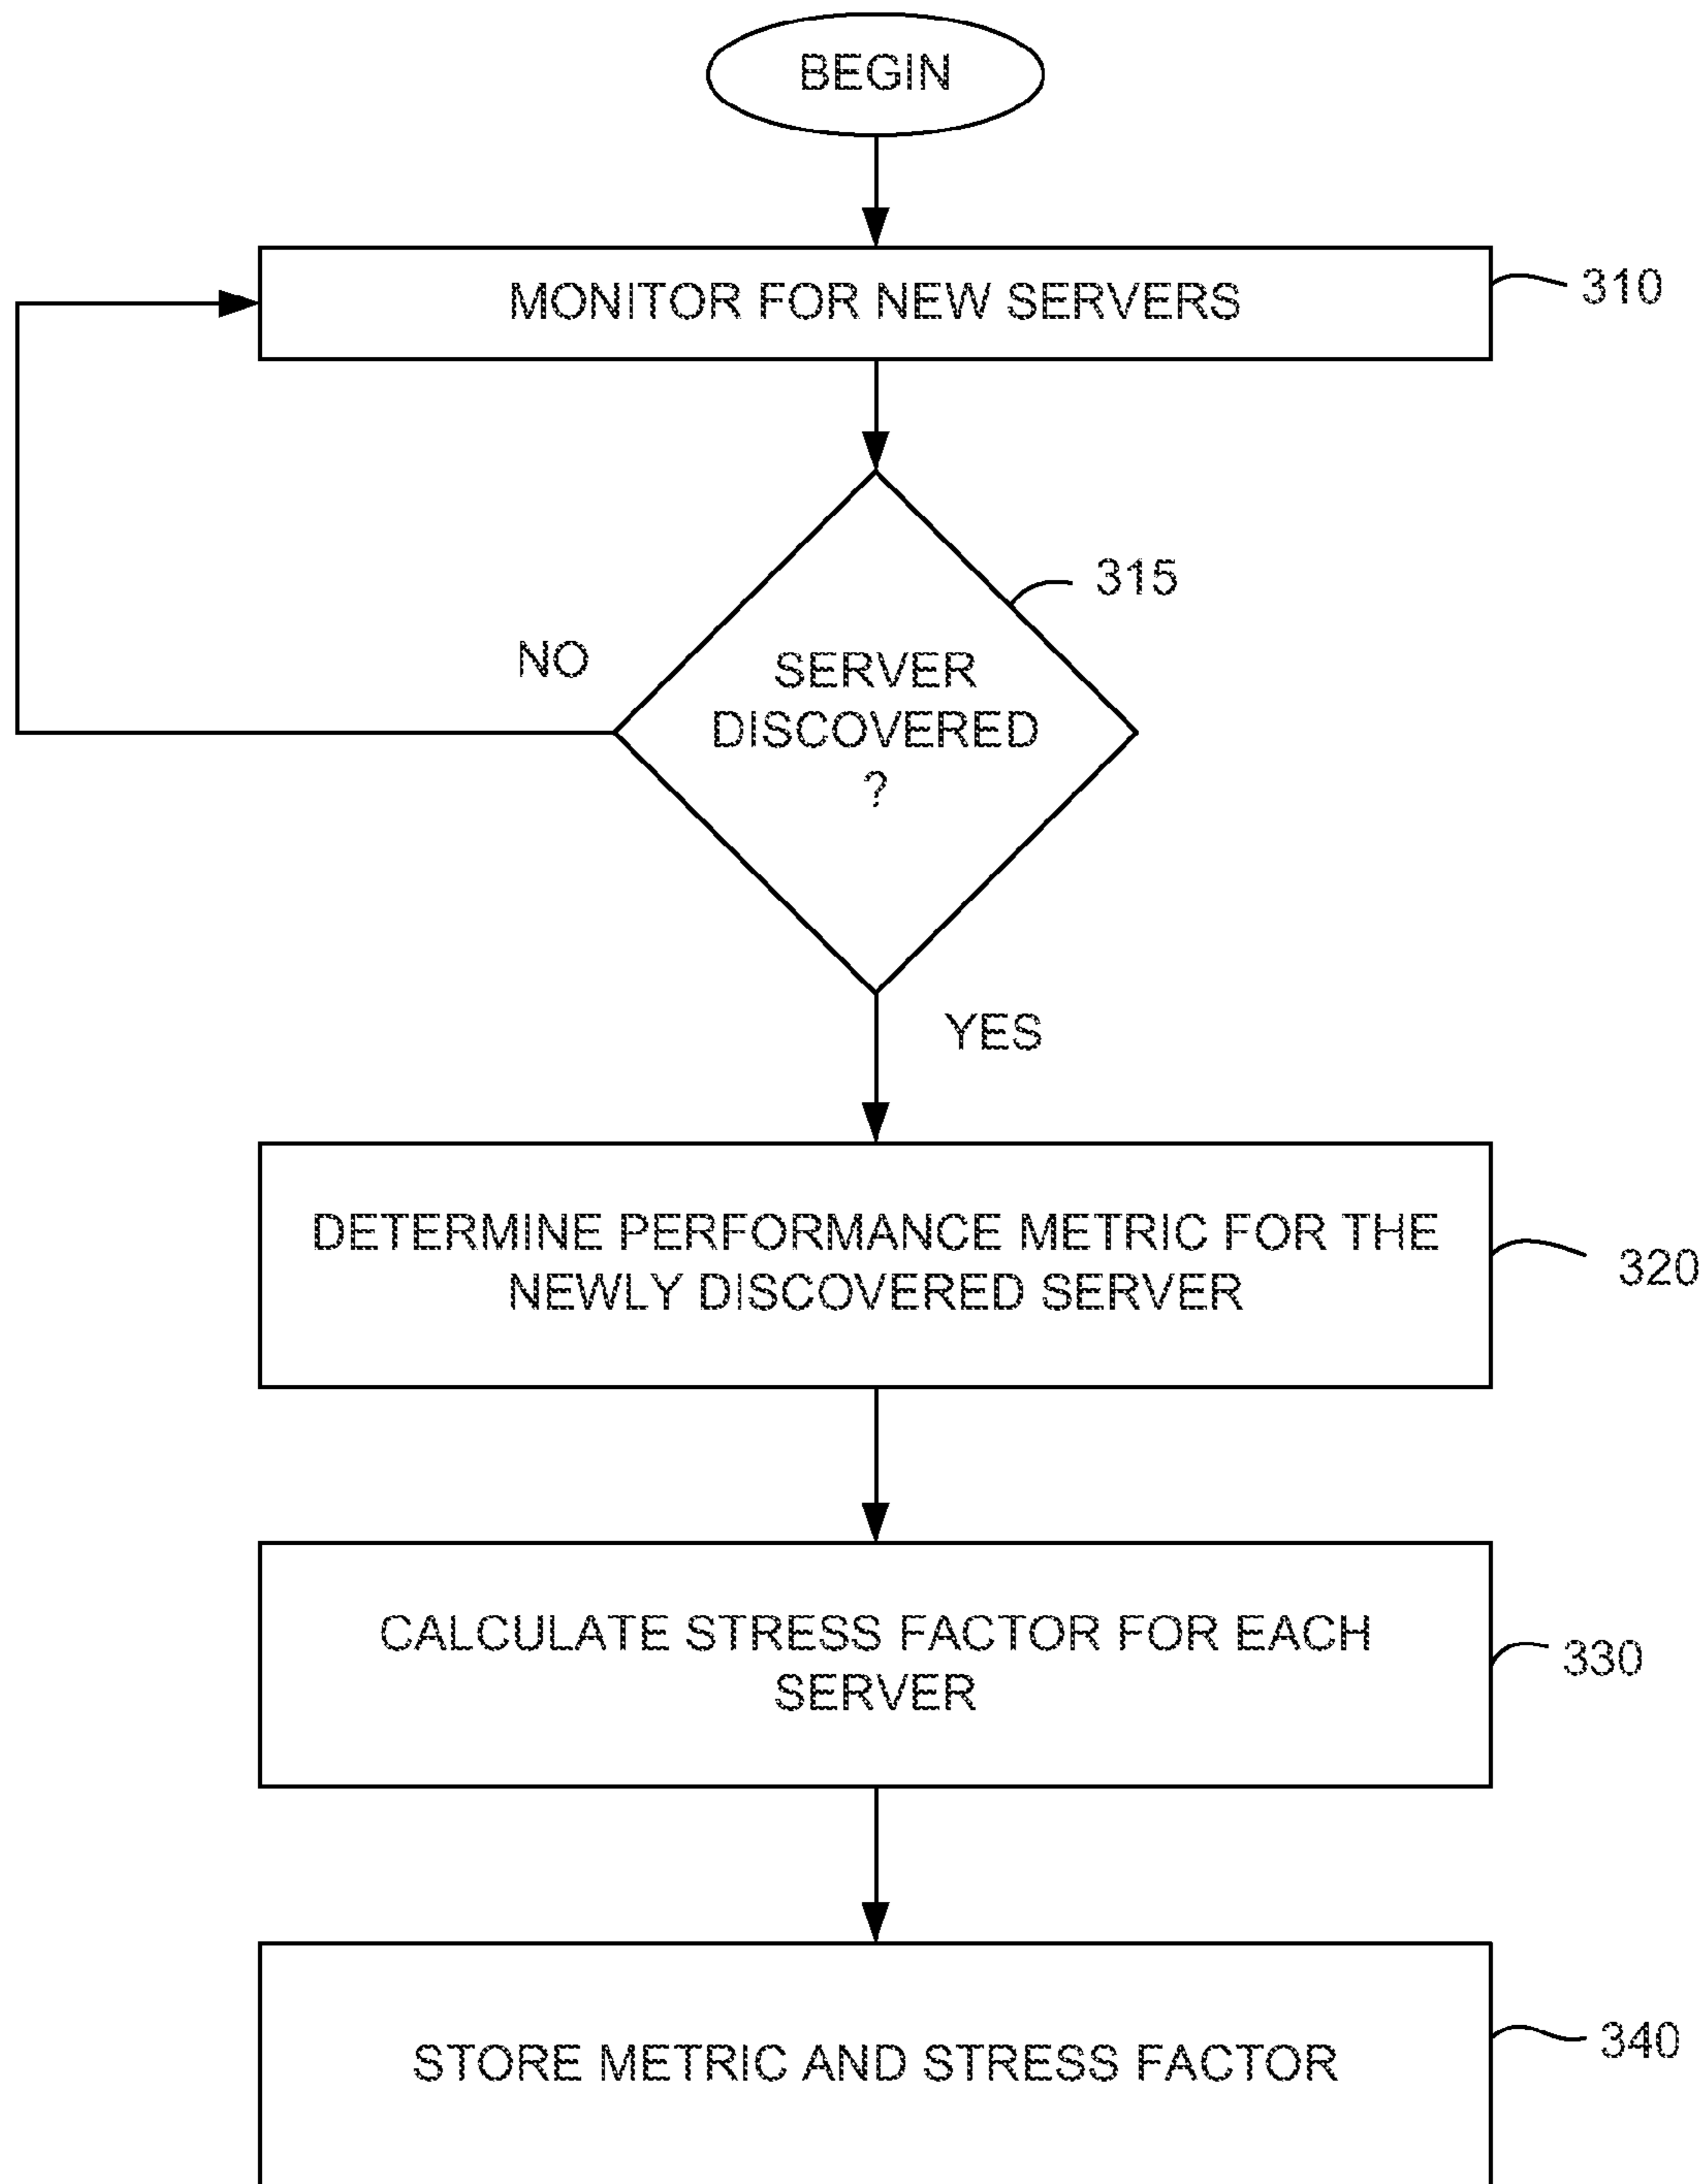 BEGIN
MONITOR FOR NEW SERVERS
310
315
NO
SERVER
DISCOVERED
?
YES
DETERMINE PERFORMANCE METRIC FOR THE
NEWLY DISCOVERED SERVER
320
CALCULATE STRESS FACTOR FOR EACH
SERVER
330
STORE METRIC AND STRESS FACTOR
340